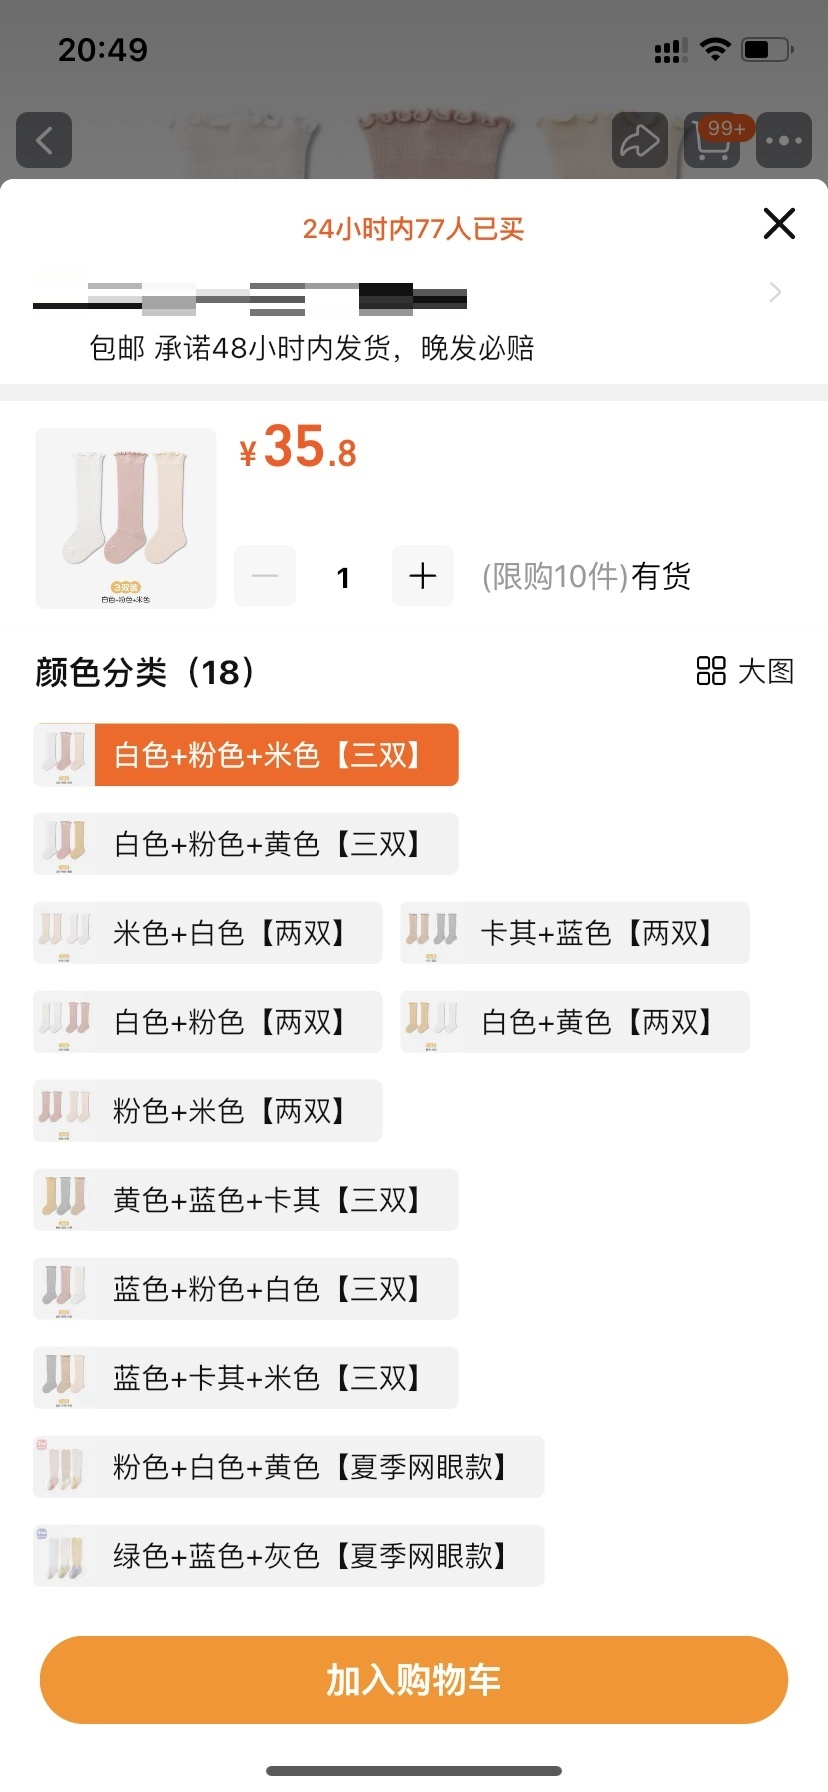 20:49
99+
24小时内77人已买
包邮 承诺48小时内发货，晚发必赔
¥35.8
3双装
白色+粉色+米色
1
(限购10件)有货
颜色分类（18）
大图
白色+粉色+米色【三双】
白色+粉色+黄色【三双】
米色+白色【两双】
卡其+蓝色【两双】
白色+粉色【两双】
白色+黄色【两双】
粉色+米色【两双】
黄色+蓝色+卡其【三双】
蓝色+粉色+白色【三双】
蓝色+卡其+米色【三双】
粉色+白色+黄色【夏季网眼款】
绿色+蓝色+灰色【夏季网眼款】
加入购物车